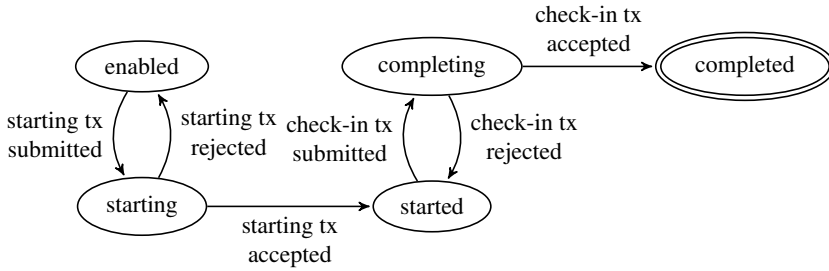 check-in tx
accepted
enabled
completing
completed
starting tx
submitted
starting tx
rejected
check-in tx
submitted
check-in tx
rejected
starting
started
starting tx
accepted